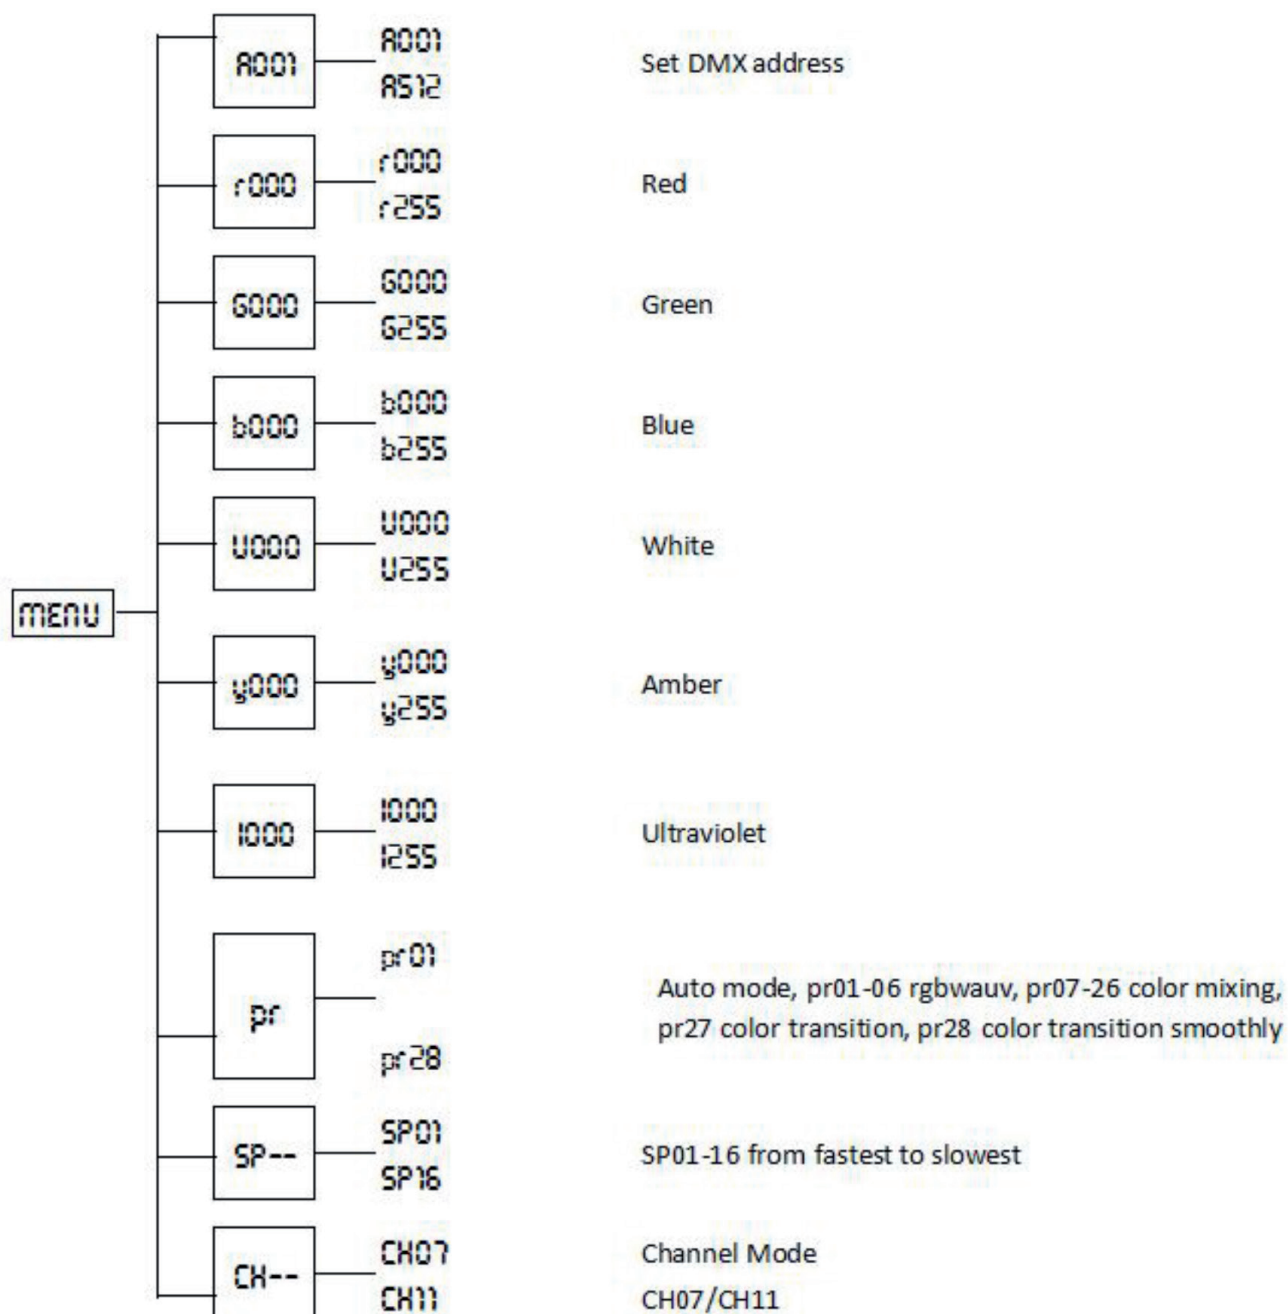 A001
A001
A512
Set DMX address
r000
r000
r255
Red
G000
G000
G255
Green
b000
b000
b255
Blue
U000
U000
U255
White
MENU
y000
y000
y255
Amber
I000
I000
I255
Ultraviolet
pr
pr01
pr28
Auto mode, pr01-06 rgbwauv, pr07-26 color mixing,
pr27 color transition, pr28 color transition smoothly
SP--
SP01
SP16
SP01-16 from fastest to slowest
CH--
CH07
CH11
Channel Mode
CH07/CH11